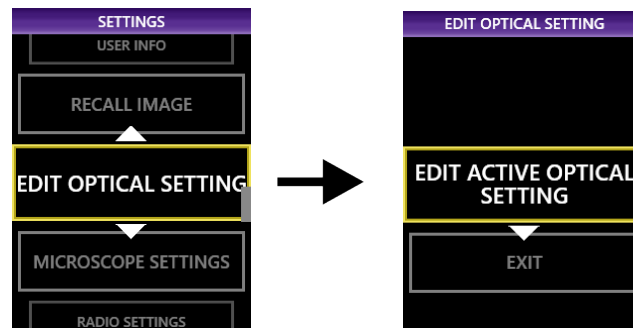 SETTINGS
USER INFO
RECALL IMAGE
EDIT OPTICAL SETTING
MICROSCOPE SETTINGS
RADIO SETTINGS
EDIT OPTICAL SETTING
EDIT ACTIVE OPTICAL
SETTING
EXIT